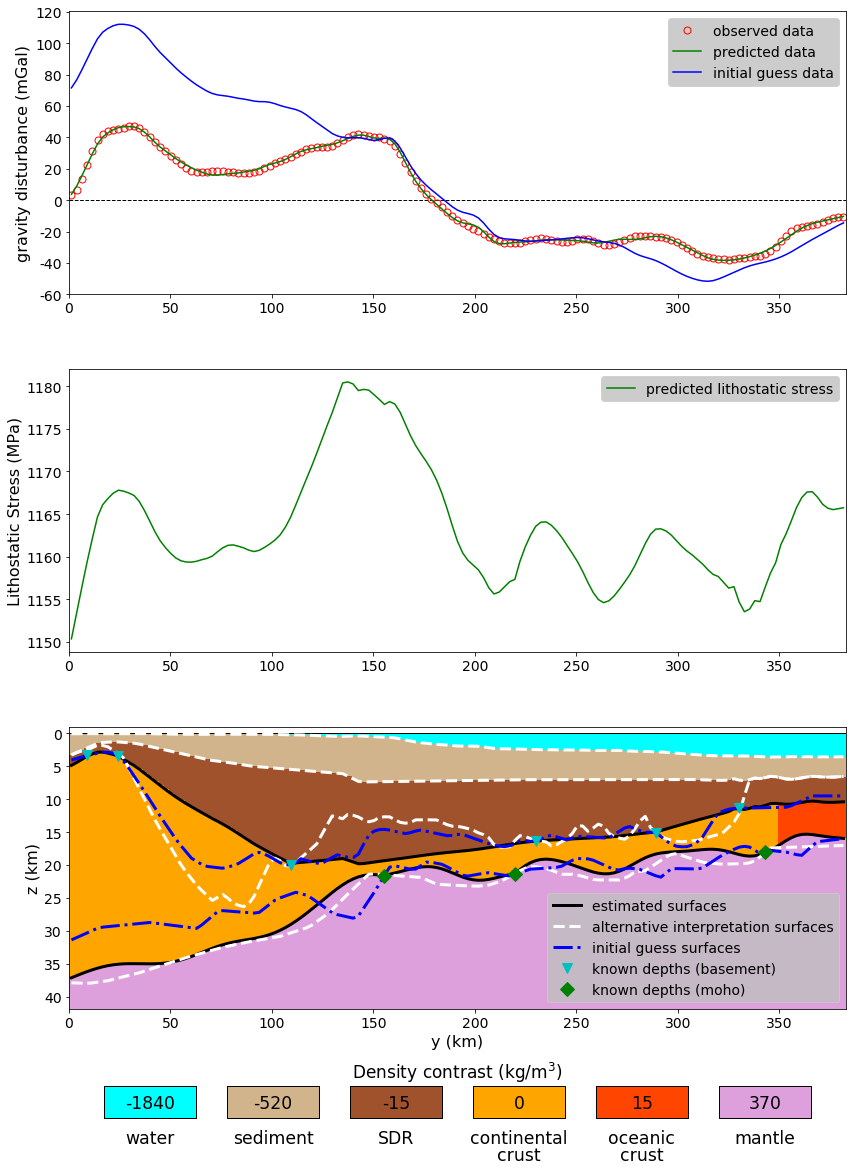 120
100
80
60
40
20
0
-20
-40
-60
gravity disturbance (mGal)
observed data
predicted data
initial guess data
0 50 100 150 200 250 300 350
1180
1175
1170
1165
1160
1155
1150
Lithostatic Stress (MPa)
predicted lithostatic stress
0 50 100 150 200 250 300 350
0
5
10
15
20
25
30
35
40
z (km)
estimated surfaces
alternative interpretation surfaces
initial guess surfaces
known depths (basement)
known depths (moho)
0 50 100 150 200 250 300 350
y (km)
Density contrast (kg/m³)
-1840 -520 -15 0 15 370
water sediment SDR continental oceanic mantle
crust crust